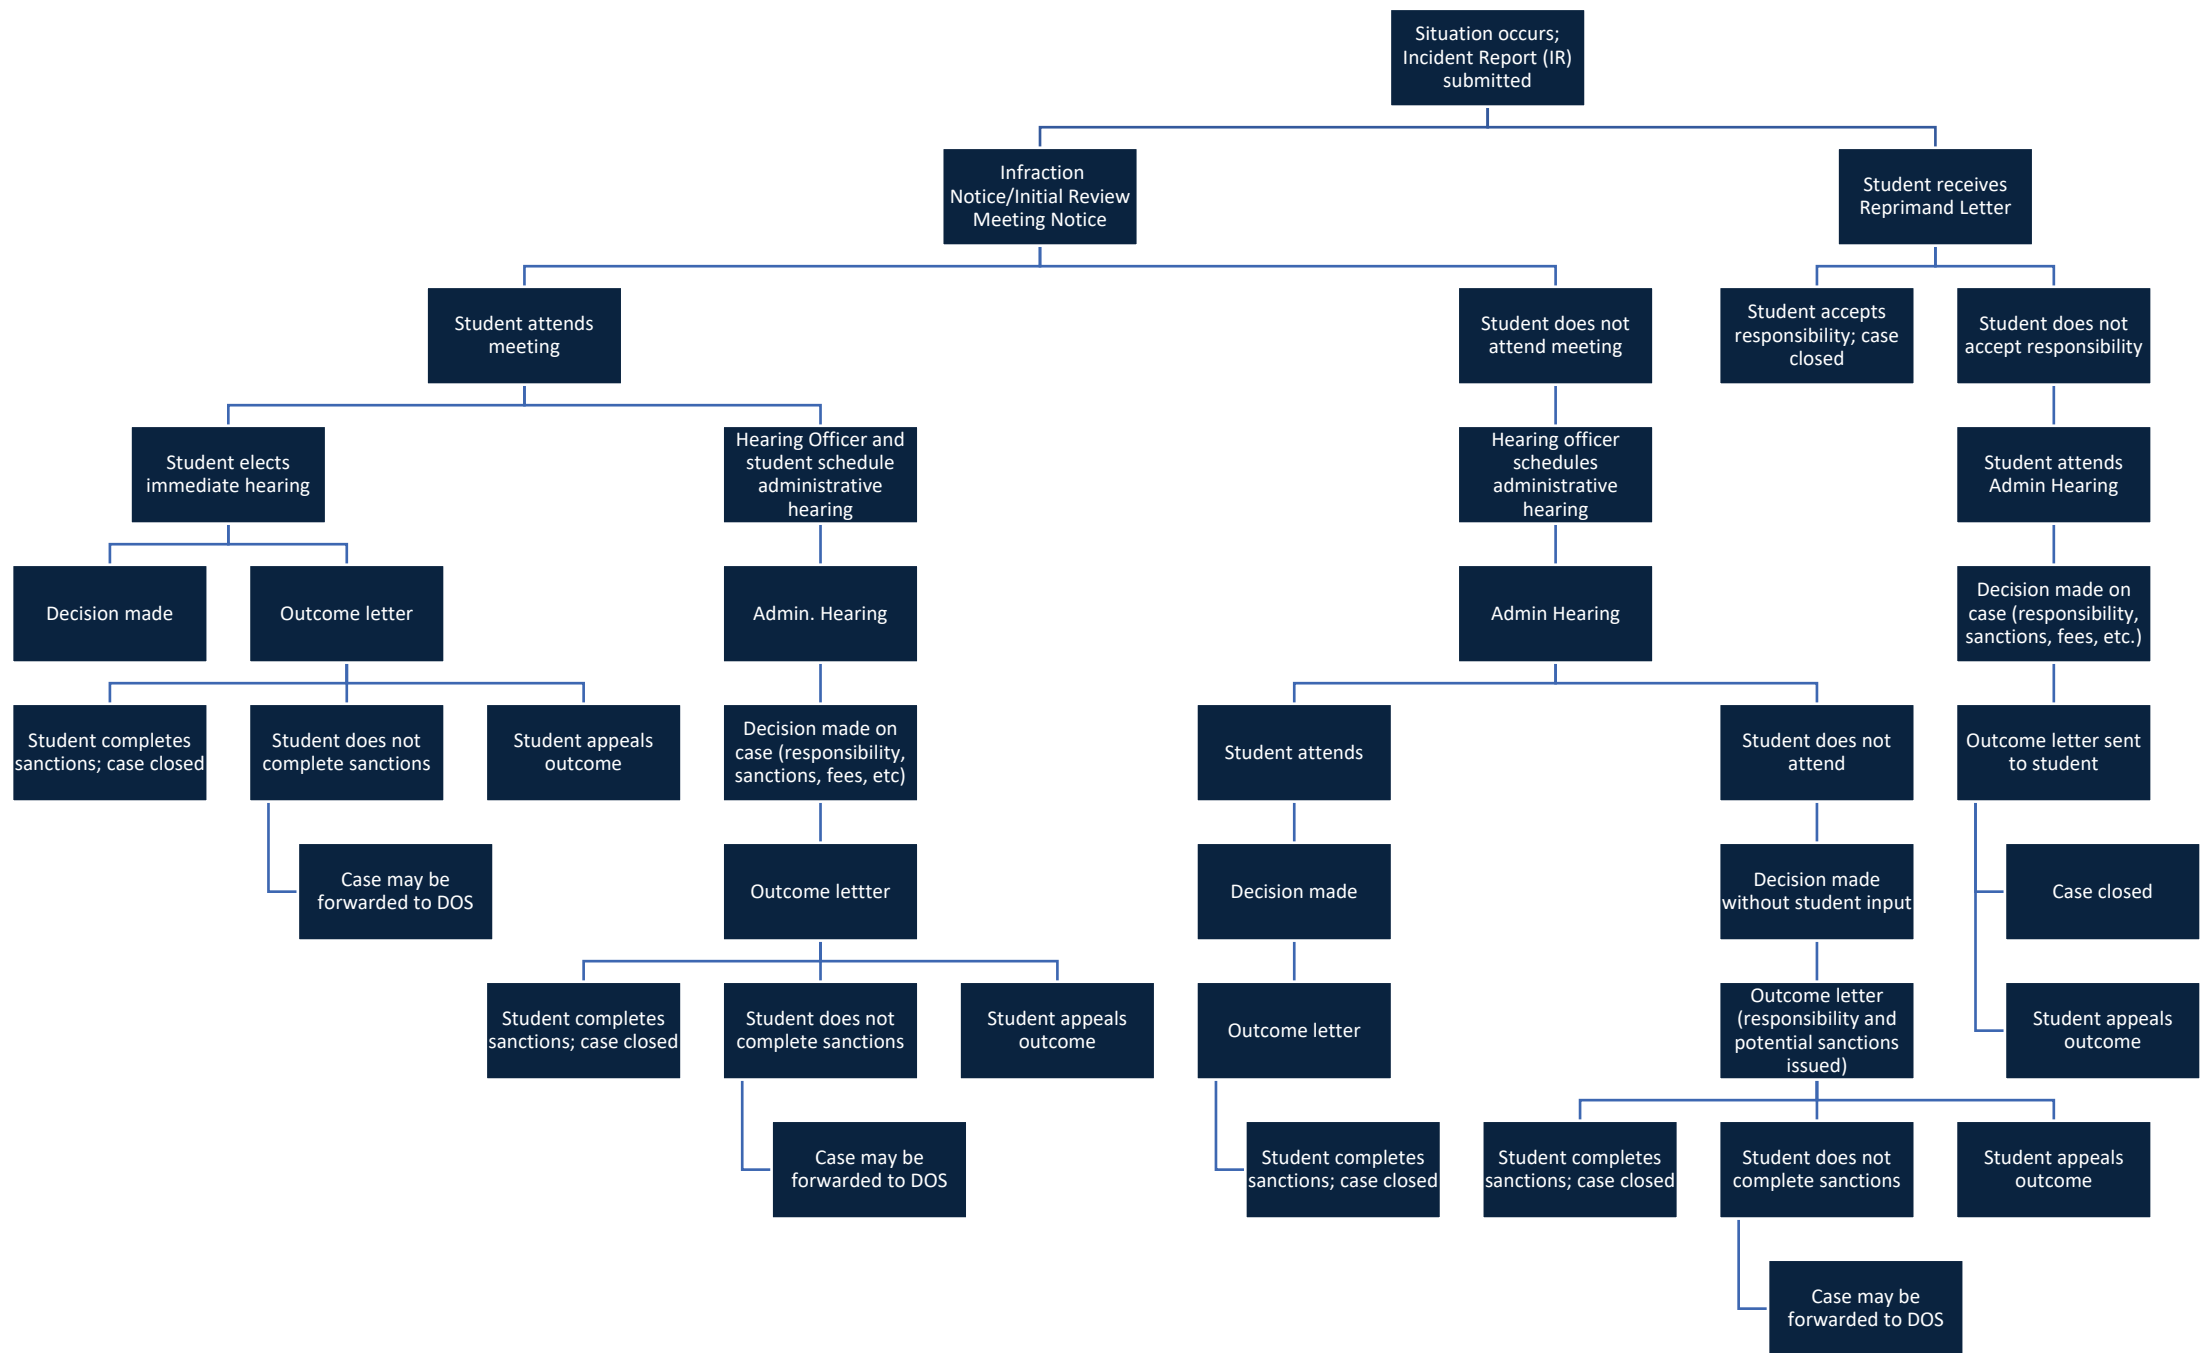 Situation occurs;
Incident Report (IR)
submitted
Infraction
Notice/Initial Review
Meeting Notice
Student receives
Reprimand Letter
Student attends
meeting
Student does not
attend meeting
Student accepts
responsibility; case
closed
Student does not
accept responsibility
Student elects
immediate hearing
Hearing Officer and
student schedule
administrative
hearing
Hearing officer
schedules
administrative
hearing
Student attends
Admin Hearing
Decision made
Outcome letter
Admin. Hearing
Admin Hearing
Decision made on
case (responsibility,
sanctions, fees, etc.)
Student completes
sanctions; case closed
Student does not
complete sanctions
Student appeals
outcome
Decision made on
case (responsibility,
sanctions, fees, etc)
Student attends
Student does not
attend
Outcome letter sent
to student
Case may be
forwarded to DOS
Outcome lettter
Decision made
Decision made
without student input
Case closed
Student completes
sanctions; case closed
Student does not
complete sanctions
Student appeals
outcome
Outcome letter
Outcome letter
(responsibility and
potential sanctions
issued)
Student appeals
outcome
Case may be
forwarded to DOS
Student completes
sanctions; case closed
Student completes
sanctions; case closed
Student does not
complete sanctions
Student appeals
outcome
Case may be
forwarded to DOS